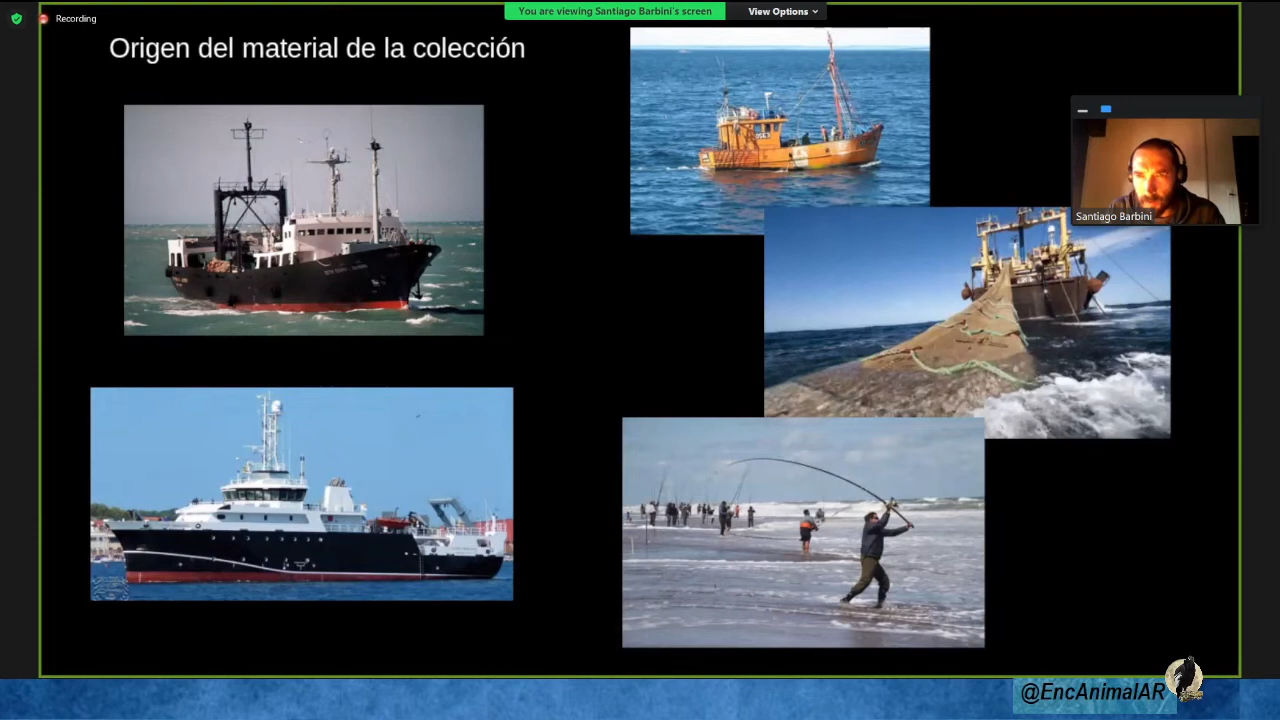 You are viewing Santiago Barbini's screen
View Options
Recording
Origen del material de la colección
Santiago Barbini
@EncAnimalAR